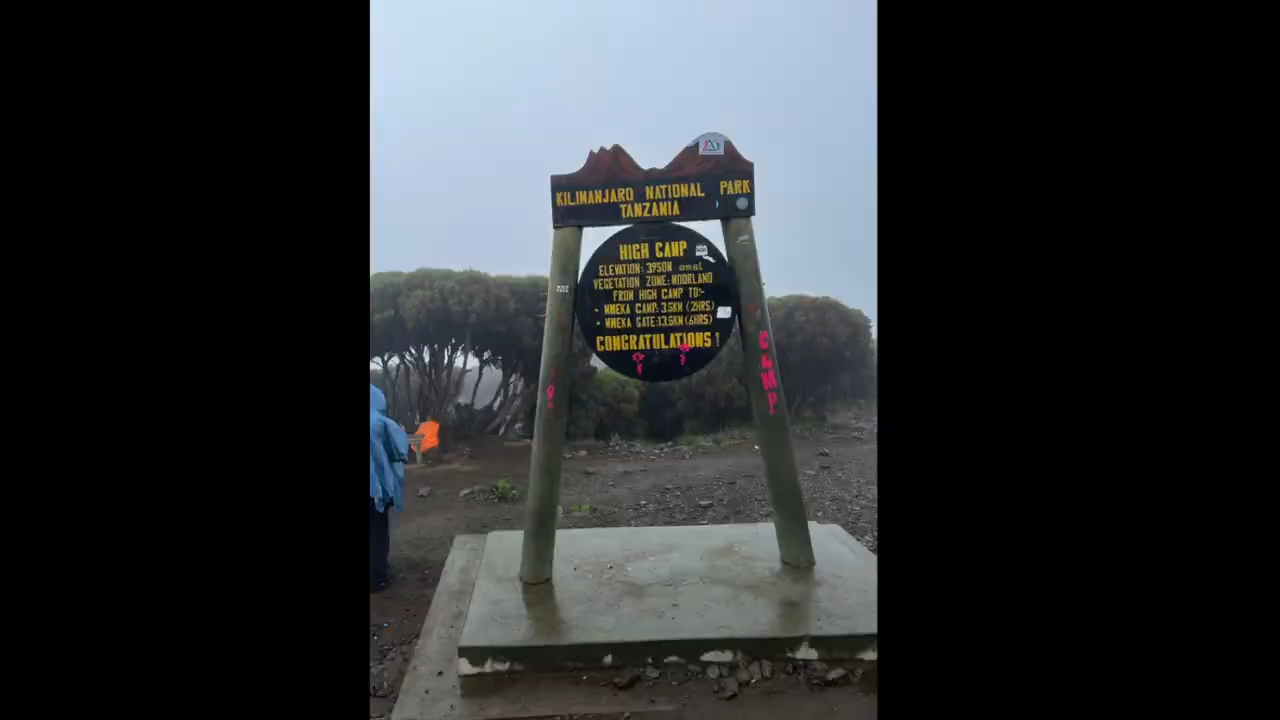 KILIMANJARO NATIONAL PARK
TANZANIA
HIGH CAMP
ELEVATION: 3950M amsl
VEGETATION ZONE: MOORLAND
FROM HIGH CAMP TO:-
• MWEKA CAMP: 3.5KM (2HRS)
• MWEKA GATE: 13.5KM (6HRS)
CONGRATULATIONS!
CAMP